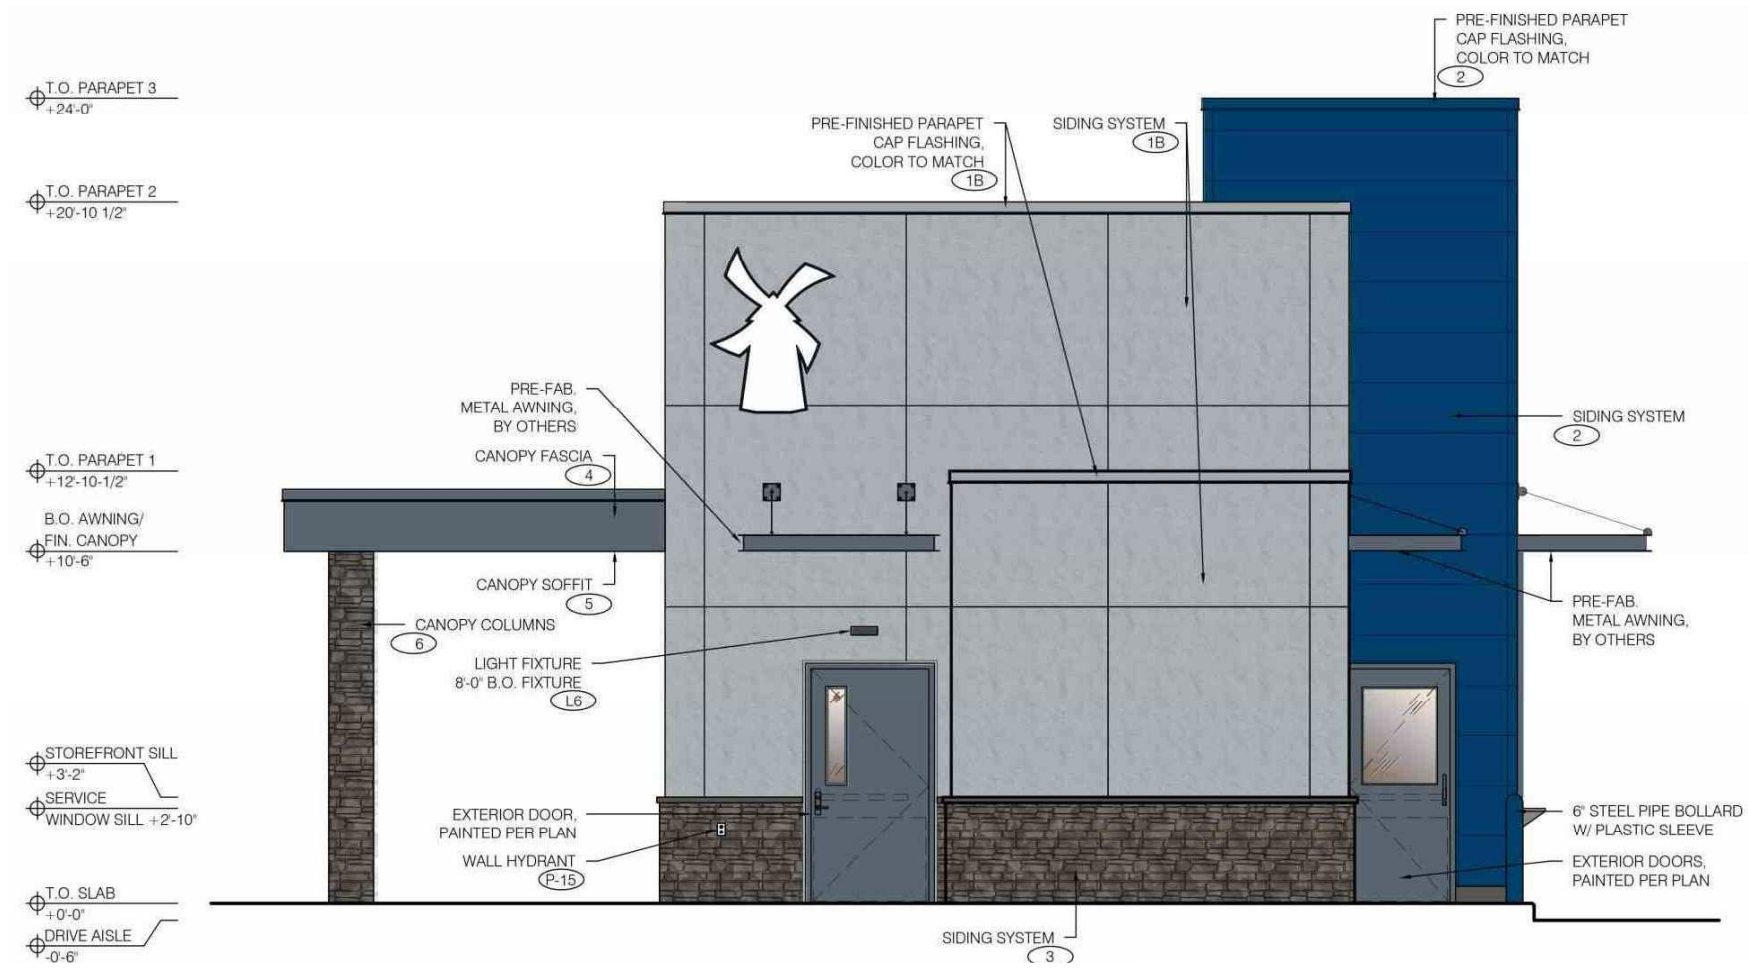 PRE-FINISHED PARAPET
CAP FLASHING,
COLOR TO MATCH
2
T.O. PARAPET 3
+24'-0"
PRE-FINISHED PARAPET
CAP FLASHING,
COLOR TO MATCH
1B
SIDING SYSTEM
1B
T.O. PARAPET 2
+20'-10 1/2"
PRE-FAB.
METAL AWNING,
BY OTHERS
SIDING SYSTEM
2
CANOPY FASCIA
4
T.O. PARAPET 1
+12'-10-1/2"
B.O. AWNING/
FIN. CANOPY
+10'-6"
CANOPY SOFFIT
5
CANOPY COLUMNS
6
PRE-FAB.
METAL AWNING,
BY OTHERS
LIGHT FIXTURE
8'-0" B.O. FIXTURE
L6
STOREFRONT SILL
+3'-2"
SERVICE
WINDOW SILL +2'-10"
EXTERIOR DOOR,
PAINTED PER PLAN
WALL HYDRANT
P-15
6" STEEL PIPE BOLLARD
W/ PLASTIC SLEEVE
EXTERIOR DOORS,
PAINTED PER PLAN
T.O. SLAB
+0'-0"
DRIVE AISLE
-0'-6"
SIDING SYSTEM
3